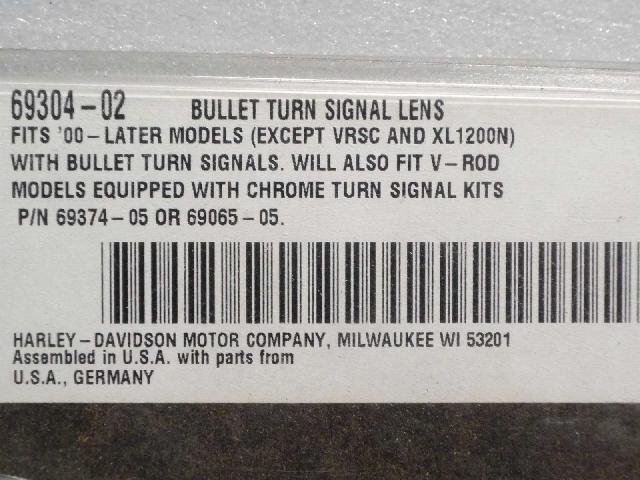 69304-02 BULLET TURN SIGNAL LENS
FITS '00-LATER MODELS (EXCEPT VRSC AND XL1200N)
WITH BULLET TURN SIGNALS. WILL ALSO FIT V-ROD
MODELS EQUIPPED WITH CHROME TURN SIGNAL KITS
P/N 69374-05 OR 69065-05.
HARLEY-DAVIDSON MOTOR COMPANY, MILWAUKEE WI 53201
Assembled in U.S.A. with parts from
U.S.A., GERMANY